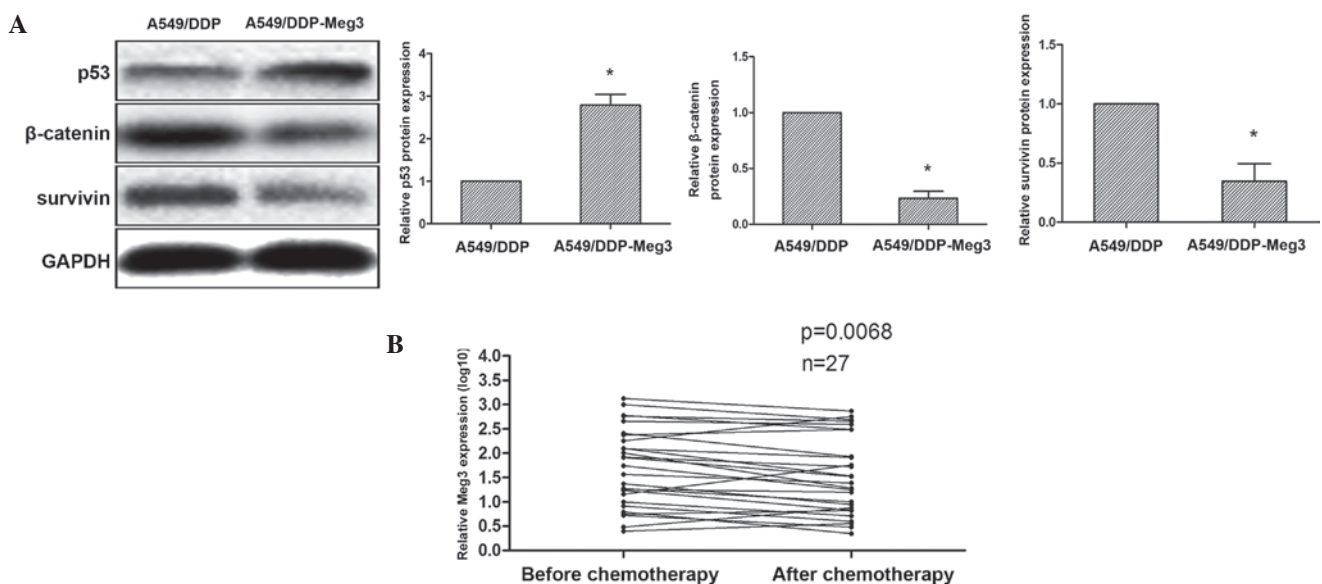 A
A549/DDP A549/DDP-Meg3
p53
β-catenin
survivin
GAPDH
Relative p53 protein expression
4
3
2
1
0
*
A549/DDP A549/DDP-Meg3
Relative β-catenin
protein expression
1.5
1.0
0.5
0.0
*
A549/DDP A549/DDP-Meg3
Relative survivin protein expression
1.5
1.0
0.5
0.0
*
A549/DDP A549/DDP-Meg3
B
p=0.0068
n=27
Relative Meg3 expression (log10)
4.0
3.5
3.0
2.5
2.0
1.5
1.0
0.5
0.0
Before chemotherapy After chemotherapy